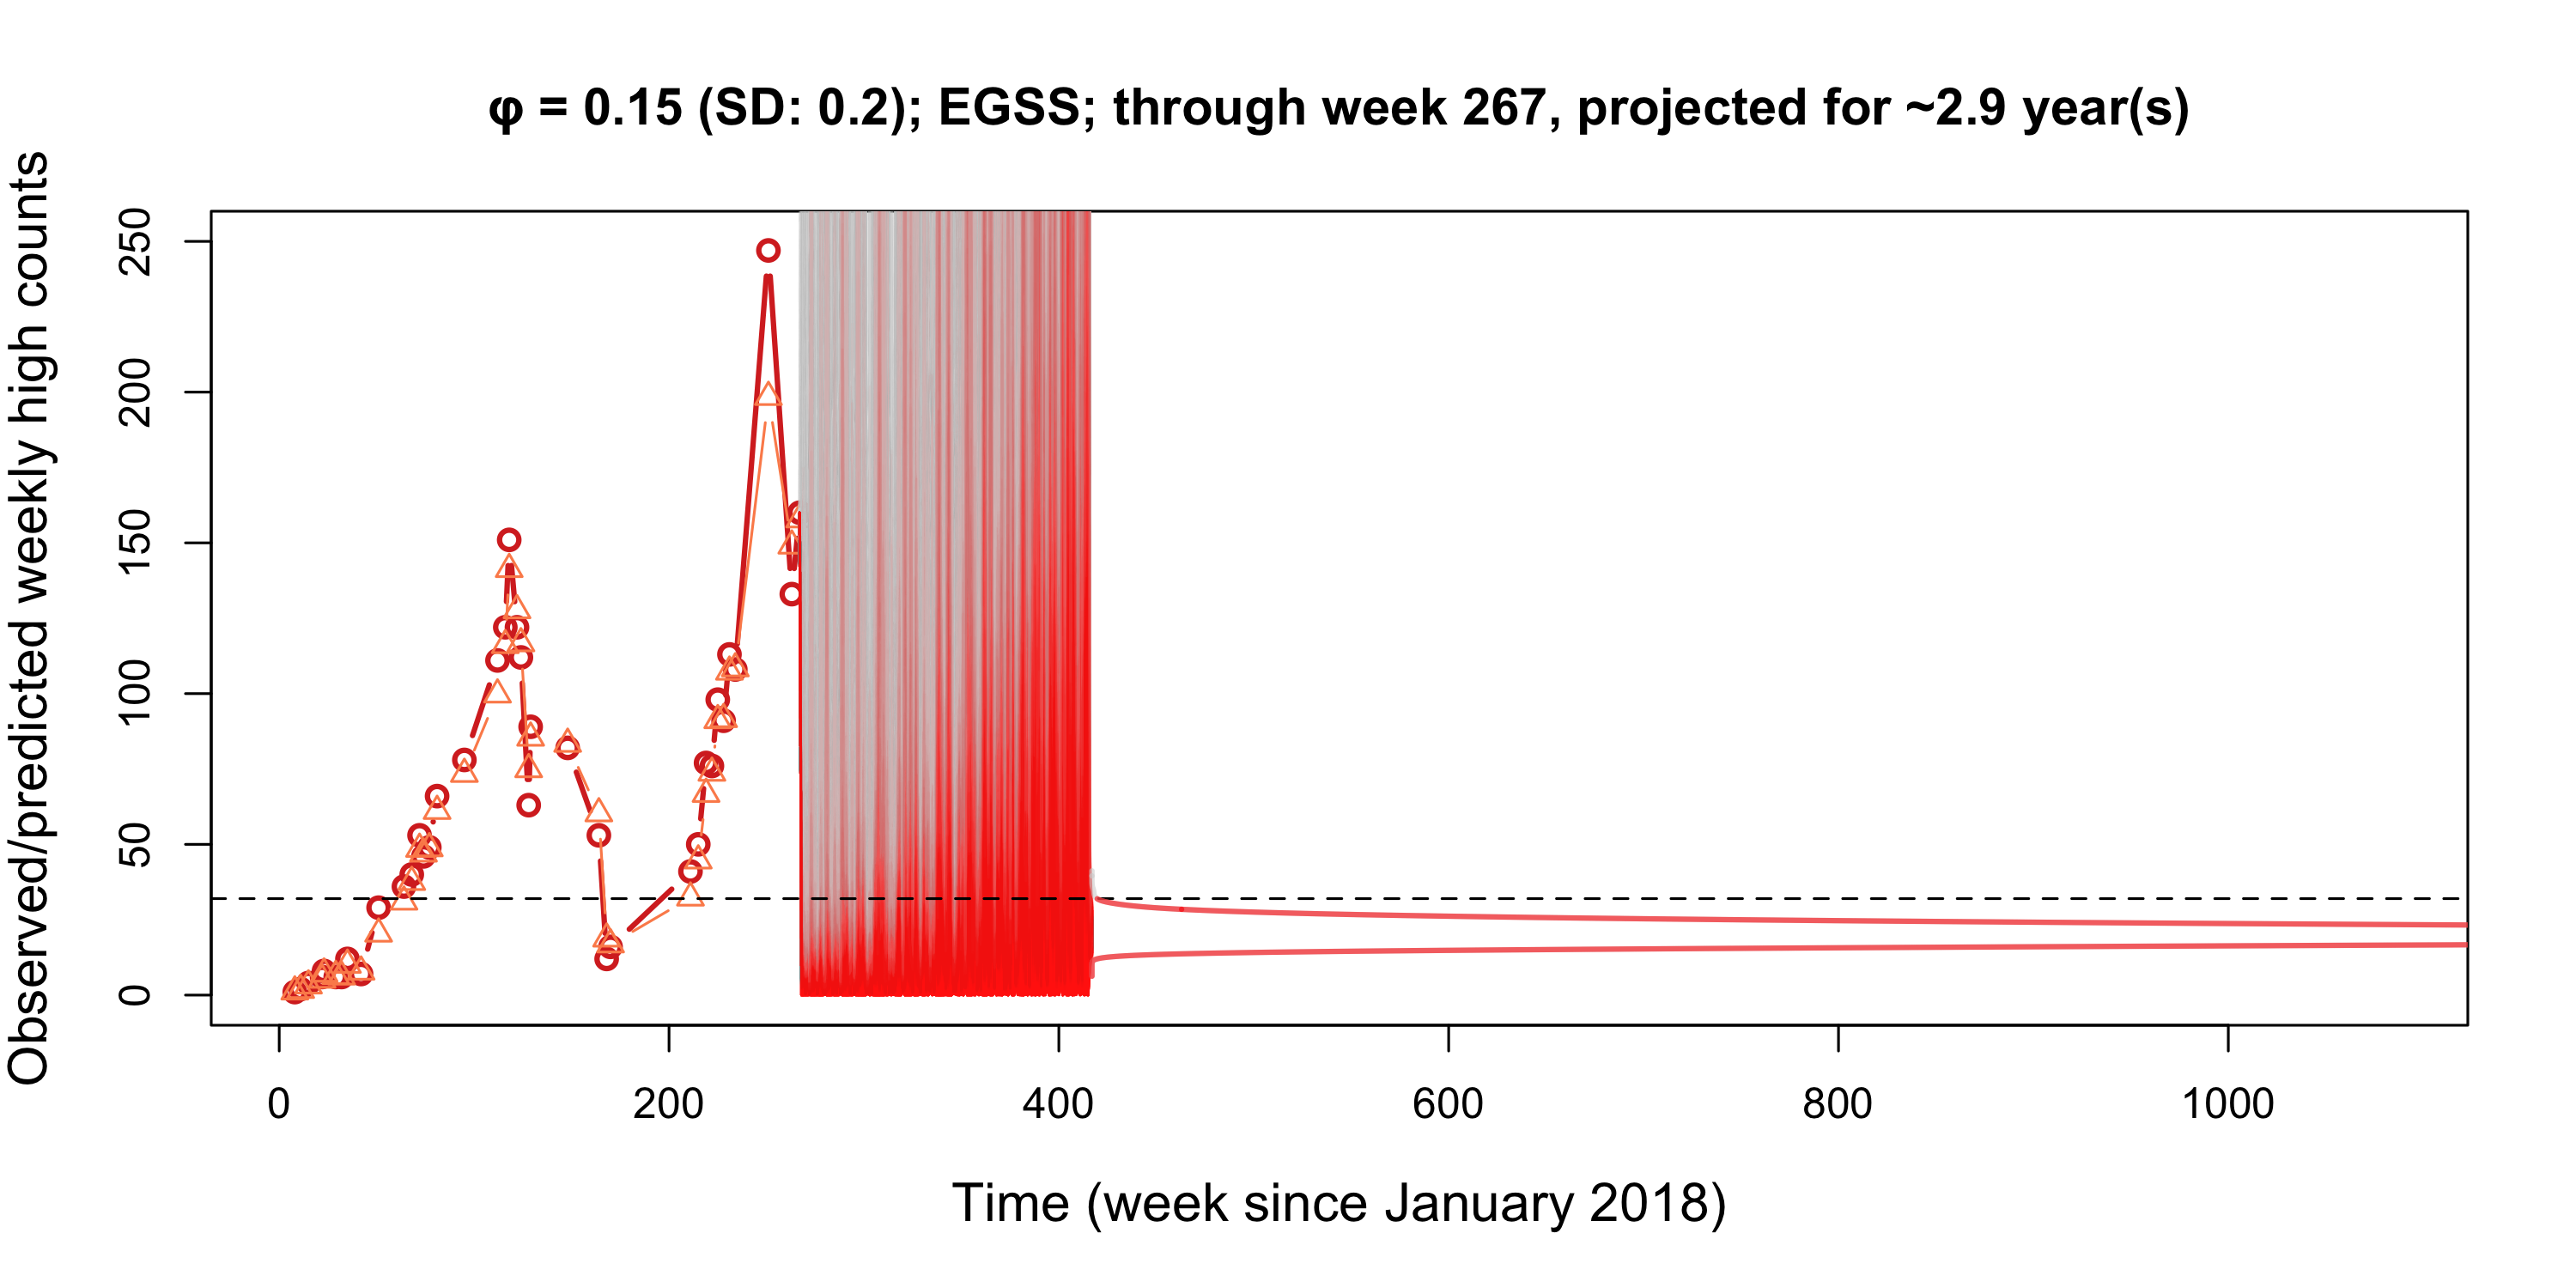 φ = 0.15 (SD: 0.2); EGSS; through week 267, projected for ~2.9 year(s)
Observed/predicted weekly high counts
250
200
150
100
50
0
0 200 400 600 800 1000
Time (week since January 2018)